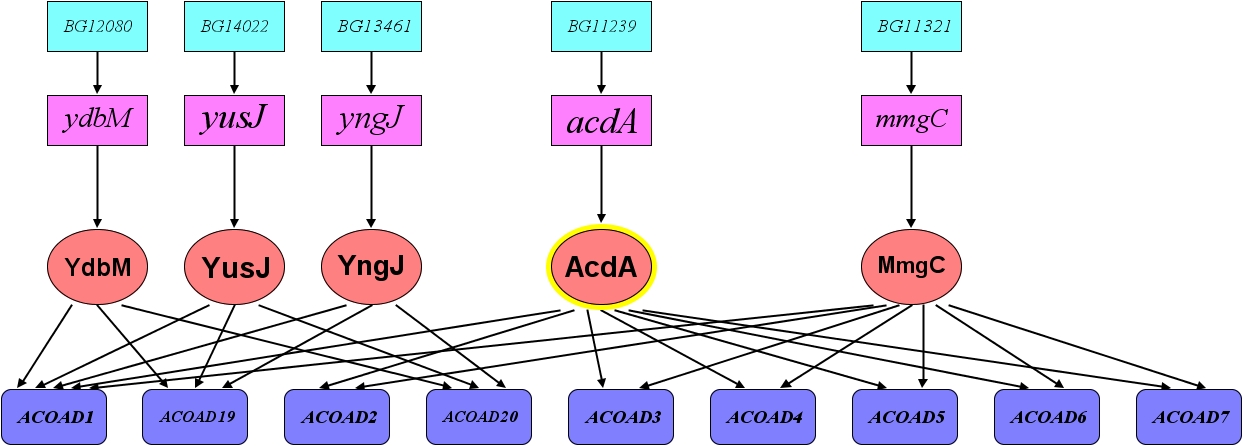 BG12080 BG14022 BG13461 BG11239 BG11321
ydbM yusJ yngJ acdA mmgC
YdbM YusJ YngJ AcdA MmgC
ACOAD1 ACOAD19 ACOAD2 ACOAD20 ACOAD3 ACOAD4 ACOAD5 ACOAD6 ACOAD7